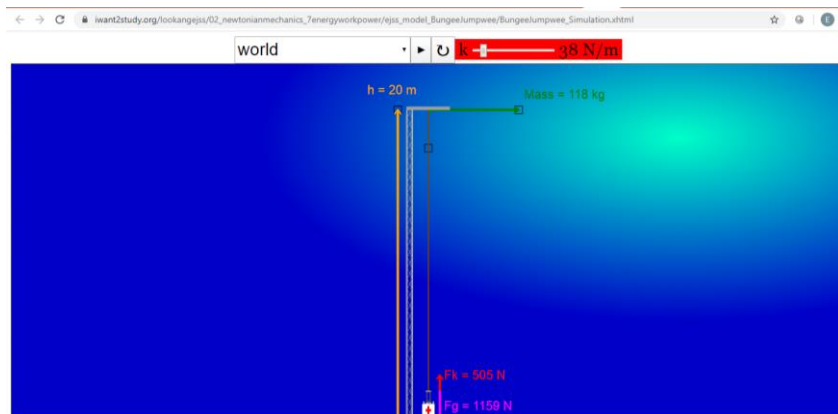 iwant2study.org/lookangejss/02_newtonianmechanics_7energyworkpower/ejss_model_BungeeJumpwee/BungeeJumpwee_Simulation.xhtml
world
k 38 N/m
h = 20 m
Mass = 118 kg
Fk = 505 N
Fg = 1159 N